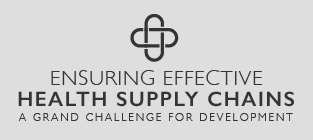 ENSURING EFFECTIVE
HEALTH SUPPLY CHAINS
A GRAND CHALLENGE FOR DEVELOPMENT